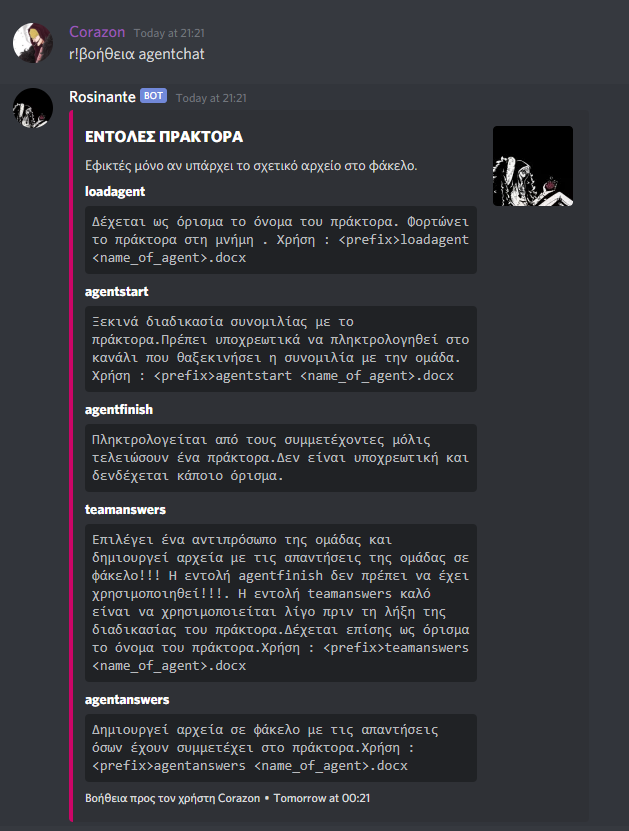 Corazon Today at 21:21
r!βοήθεια agentchat
Rosinante BOT Today at 21:21
ΕΝΤΟΛΕΣ ΠΡΑΚΤΟΡΑ
Εφικτές μόνο αν υπάρχει το σχετικό αρχείο στο φάκελο.
loadagent
Δέχεται ως όρισμα το όνομα του πράκτορα. Φορτώνει
το πράκτορα στη μνήμη . Χρήση : <prefix>loadagent
<name_of_agent>.docx
agentstart
Ξεκινά διαδικασία συνομιλίας με το
πράκτορα.Πρέπει υποχρεωτικά να πληκτρολογηθεί στο
κανάλι που θαξεκινήσει η συνομιλία με την ομάδα.
Χρήση : <prefix>agentstart <name_of_agent>.docx
agentfinish
Πληκτρολογείται από τους συμμετέχοντες μόλις
τελειώσουν ένα πράκτορα.Δεν είναι υποχρεωτική και
δενδέχεται κάποιο όρισμα.
teamanswers
Επιλέγει ένα αντιπρόσωπο της ομάδας και
δημιουργεί αρχεία με τις απαντήσεις της ομάδας σε
φάκελο!!! Η εντολή agentfinish δεν πρέπει να έχει
χρησιμοποιηθεί!!!. Η εντολή teamanswers καλό
είναι να χρησιμοποιείται λίγο πριν τη λήξη της
διαδικασίας του πράκτορα.Δέχεται επίσης ως όρισμα
το όνομα του πράκτορα.Χρήση : <prefix>teamanswers
<name_of_agent>.docx
agentanswers
Δημιουργεί αρχεία σε φάκελο με τις απαντήσεις
όσων έχουν συμμετέχει στο πράκτορα.Χρήση :
<prefix>agentanswers <name_of_agent>.docx
Βοήθεια προς τον χρήστη Corazon • Tomorrow at 00:21